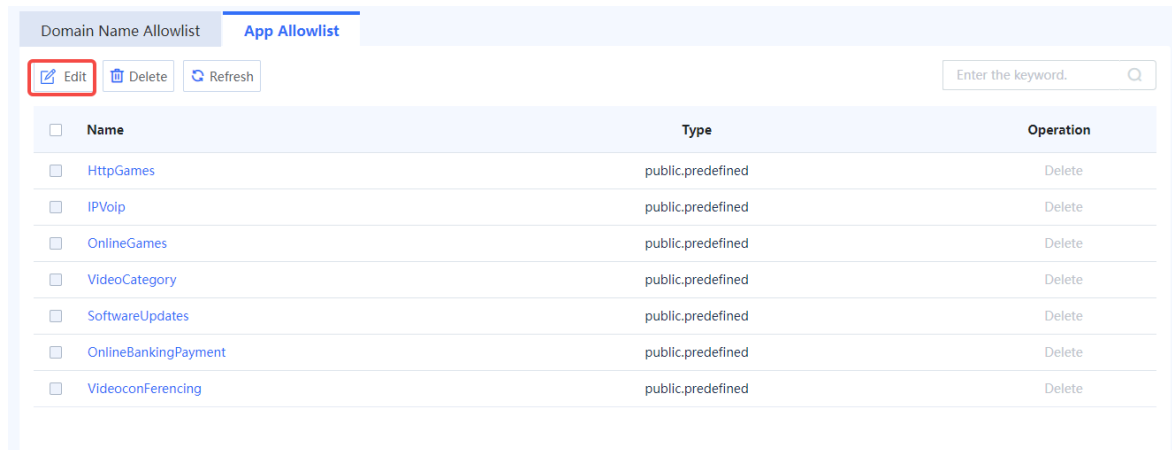 Domain Name Allowlist App Allowlist
Edit Delete Refresh Enter the keyword.
Name Type Operation
HttpGames public.predefined Delete
IPVoip public.predefined Delete
OnlineGames public.predefined Delete
VideoCategory public.predefined Delete
SoftwareUpdates public.predefined Delete
OnlineBankingPayment public.predefined Delete
VideoconFerencing public.predefined Delete